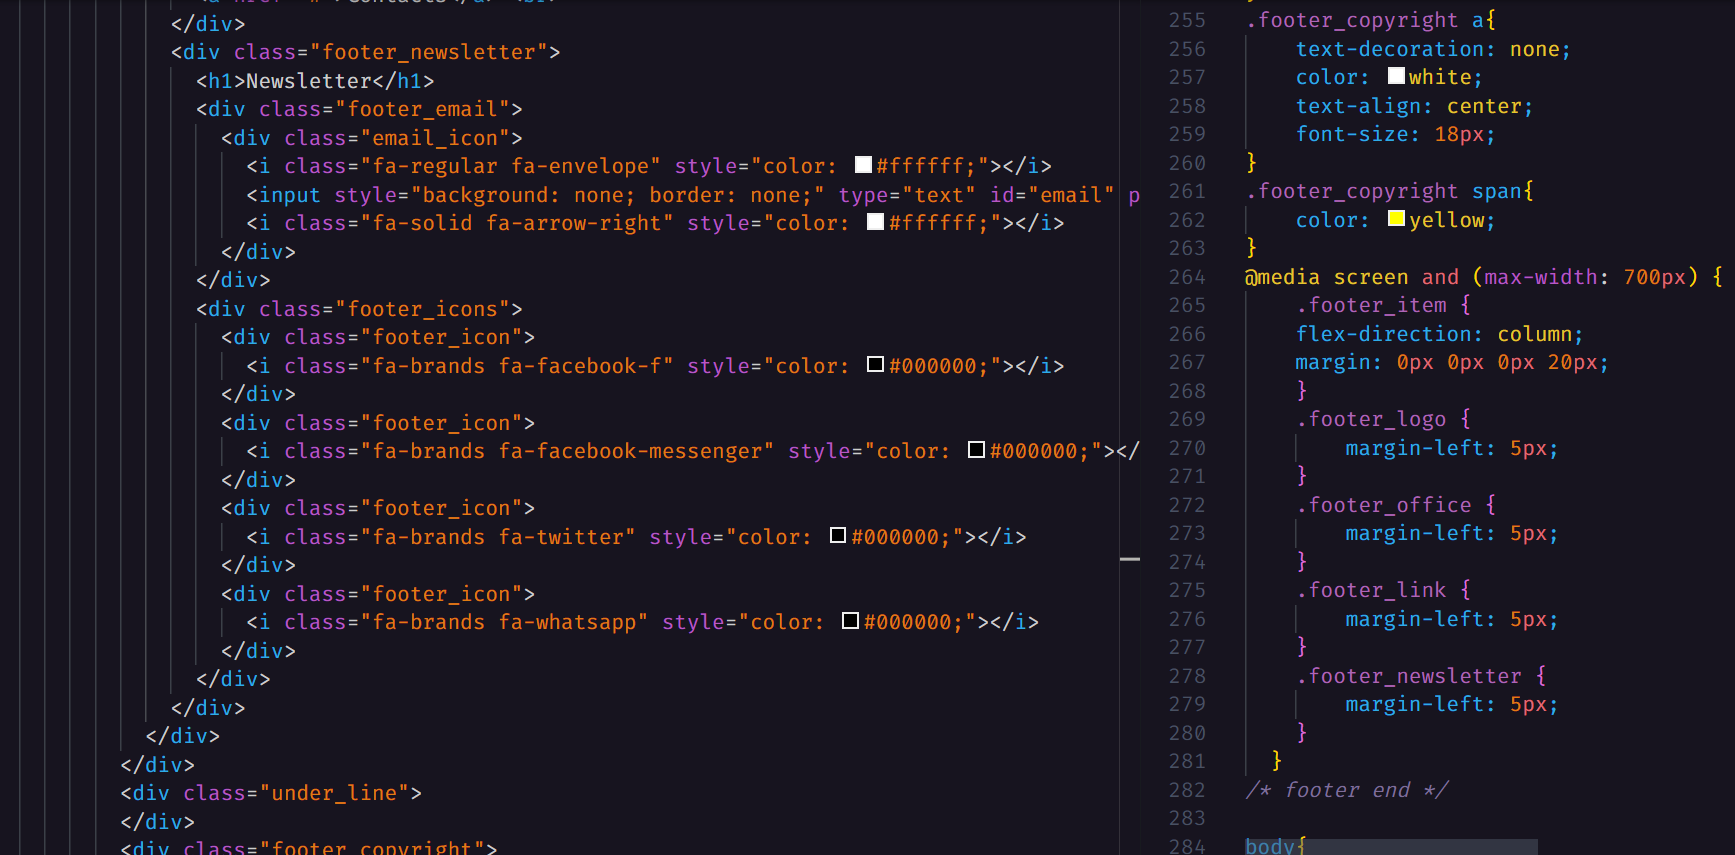 </div>
<div class="footer_newsletter">
<h1>Newsletter</h1>
<div class="footer_email">
<div class="email_icon">
<i class="fa-regular fa-envelope" style="color: #ffffff;"></i>
<input style="background: none; border: none;" type="text" id="email" p
<i class="fa-solid fa-arrow-right" style="color: #ffffff;"></i>
</div>
</div>
<div class="footer_icons">
<div class="footer_icon">
<i class="fa-brands fa-facebook-f" style="color: #000000;"></i>
</div>
<div class="footer_icon">
<i class="fa-brands fa-facebook-messenger" style="color: #000000;"></
</div>
<div class="footer_icon">
<i class="fa-brands fa-twitter" style="color: #000000;"></i>
</div>
<div class="footer_icon">
<i class="fa-brands fa-whatsapp" style="color: #000000;"></i>
</div>
</div>
</div>
</div>
</div>
<div class="under_line">
</div>
<div class="footer_copyright">
255 .footer_copyright a{
256 text-decoration: none;
257 color: white;
258 text-align: center;
259 font-size: 18px;
260 }
261 .footer_copyright span{
262 color: yellow;
263 }
264 @media screen and (max-width: 700px) {
265 .footer_item {
266 flex-direction: column;
267 margin: 0px 0px 0px 20px;
268 }
269 .footer_logo {
270 margin-left: 5px;
271 }
272 .footer_office {
273 margin-left: 5px;
274 }
275 .footer_link {
276 margin-left: 5px;
277 }
278 .footer_newsletter {
279 margin-left: 5px;
280 }
281 }
282 /* footer end */
283
284 body{